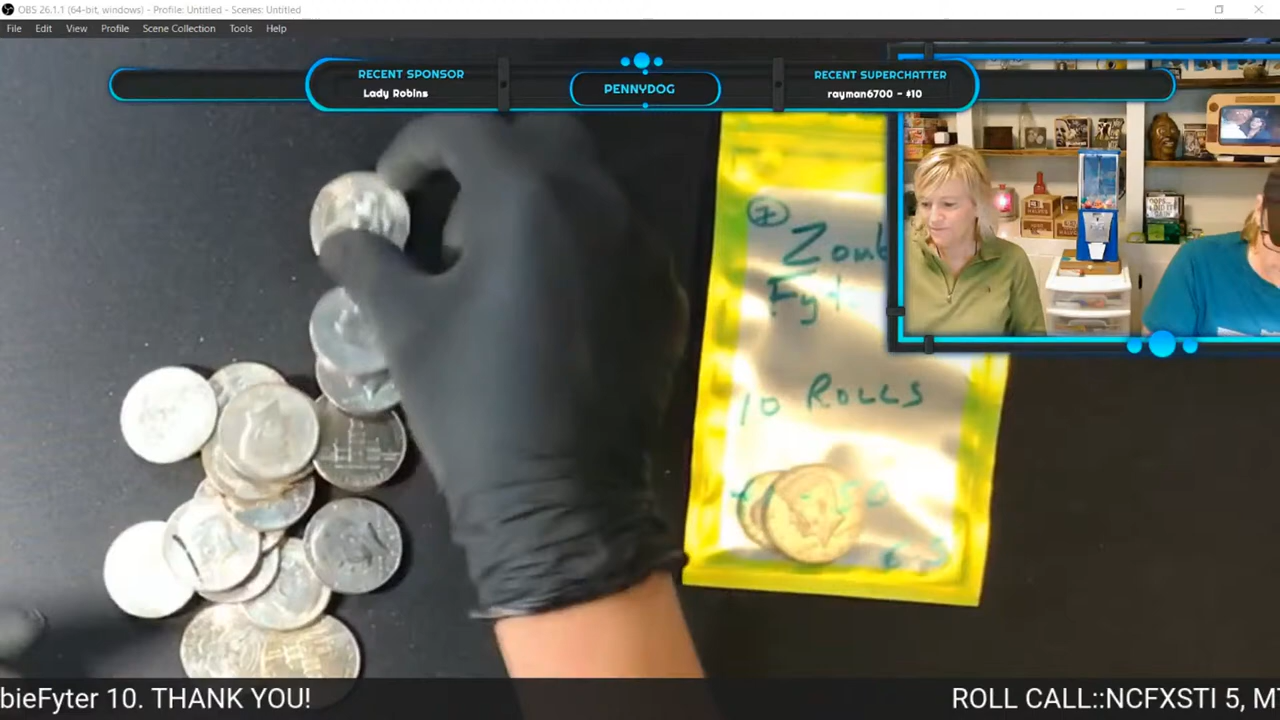 OBS 26.1.1 (64-bit, windows) - Profile: Untitled - Scenes: Untitled
File Edit View Profile Scene Collection Tools Help
RECENT SPONSOR
Lady Robins
PENNYDOG
RECENT SUPERCHATTER
rayman6700 - $10
7
Zomb
Fyt
10 ROLLS
bieFyter 10. THANK YOU!
ROLL CALL::NCFXSTI 5, M